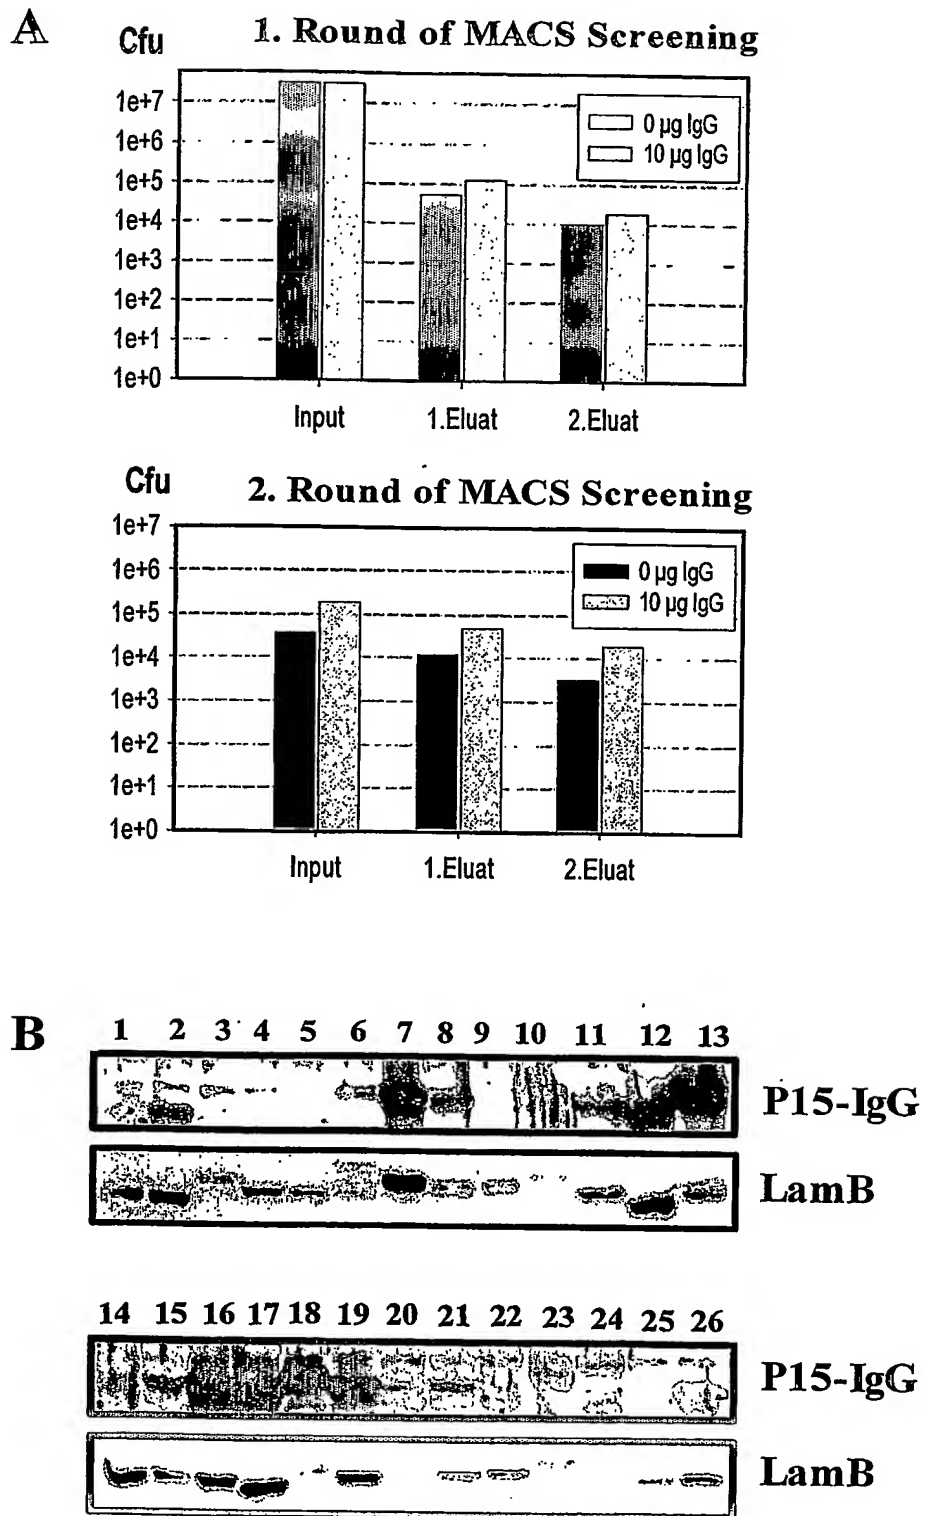 A
Cfu 1. Round of MACS Screening
1e+7
1e+6
1e+5
1e+4
1e+3
1e+2
1e+1
1e+0
0 µg IgG
10 µg IgG
Input 1.Eluat 2.Eluat
Cfu 2. Round of MACS Screening
1e+7
1e+6
1e+5
1e+4
1e+3
1e+2
1e+1
1e+0
0 µg IgG
10 µg IgG
Input 1.Eluat 2.Eluat
B
1 2 3 4 5 6 7 8 9 10 11 12 13
P15-IgG
LamB
14 15 16 17 18 19 20 21 22 23 24 25 26
P15-IgG
LamB